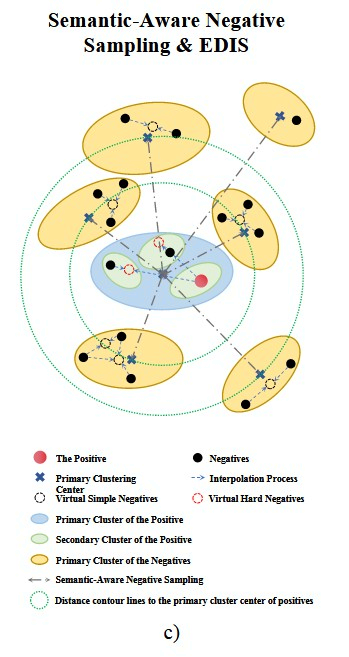 Semantic-Aware Negative
Sampling & EDIS
The Positive
Negatives
Primary Clustering
Center
Interpolation Process
Virtual Simple Negatives
Virtual Hard Negatives
Primary Cluster of the Positive
Secondary Cluster of the Positive
Primary Cluster of the Negatives
Semantic-Aware Negative Sampling
Distance contour lines to the primary cluster center of positives
c)